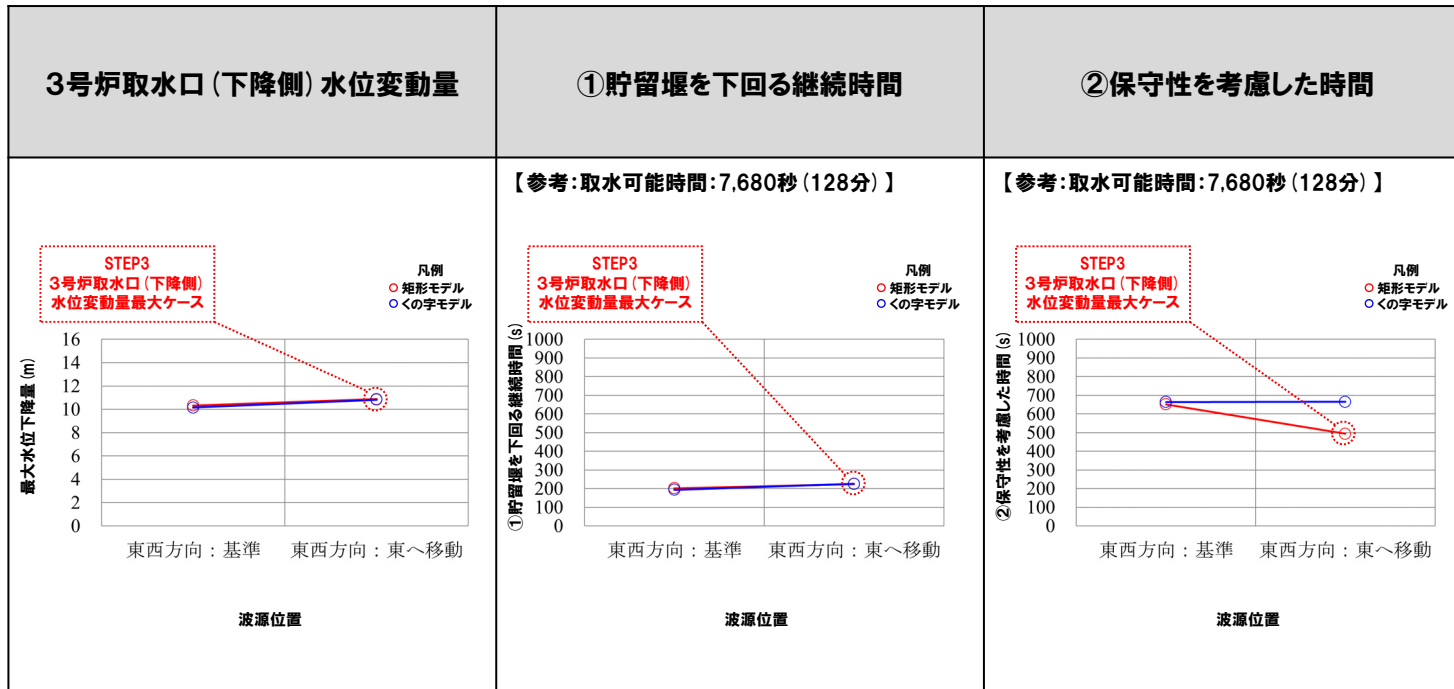 3号炉取水口(下降側)水位変動量
①貯留堰を下回る継続時間
②保守性を考慮した時間
STEP3
3号炉取水口(下降側)
水位変動量最大ケース
凡例
矩形モデル
くの字モデル
最大水位下降量(m)
16
14
12
10
8
6
4
2
0
東西方向:基準 東西方向:東へ移動
波源位置
【参考:取水可能時間:7,680秒(128分)】
STEP3
3号炉取水口(下降側)
水位変動量最大ケース
凡例
矩形モデル
くの字モデル
①貯留堰を下回る継続時間(s)
1000
900
800
700
600
500
400
300
200
100
0
東西方向:基準 東西方向:東へ移動
波源位置
【参考:取水可能時間:7,680秒(128分)】
STEP3
3号炉取水口(下降側)
水位変動量最大ケース
凡例
矩形モデル
くの字モデル
②保守性を考慮した時間(s)
1000
900
800
700
600
500
400
300
200
100
0
東西方向:基準 東西方向:東へ移動
波源位置